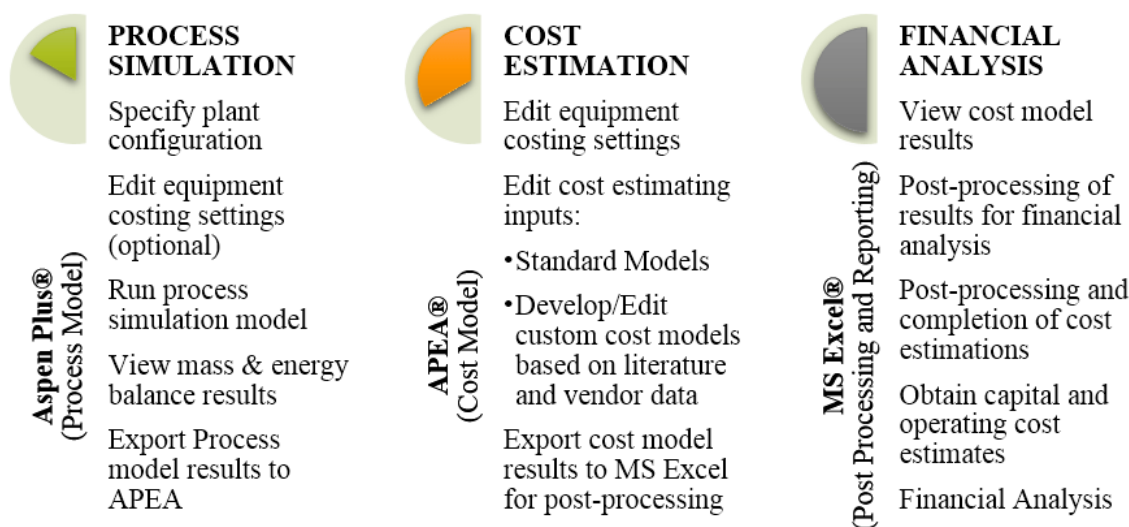 PROCESS
SIMULATION
Specify plant
configuration
Edit equipment
costing settings
(optional)
Run process
simulation model
View mass & energy
balance results
Export Process
model results to
APEA
Aspen Plus®
(Process Model)
COST
ESTIMATION
Edit equipment
costing settings
Edit cost estimating
inputs:
•Standard Models
•Develop/Edit
custom cost models
based on literature
and vendor data
Export cost model
results to MS Excel
for post-processing
APEA®
(Cost Model)
FINANCIAL
ANALYSIS
View cost model
results
Post-processing of
results for financial
analysis
Post-processing and
completion of cost
estimations
Obtain capital and
operating cost
estimates
Financial Analysis
MS Excel®
(Post Processing and Reporting)